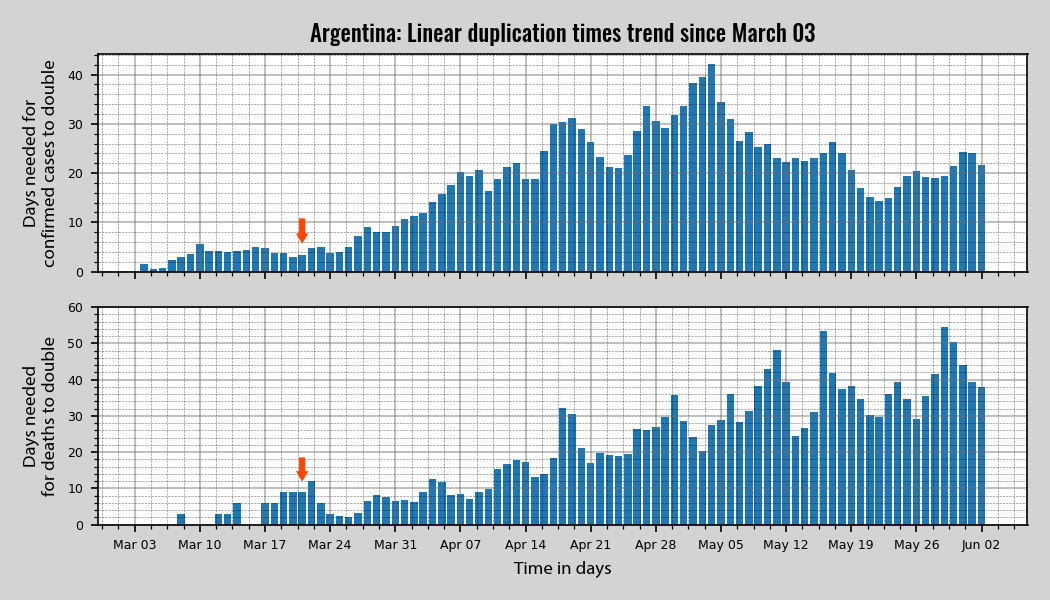 Argentina: Linear duplication times trend since March 03
Days needed for
confirmed cases to double
40
30
20
10
0
Days needed
for deaths to double
60
50
40
30
20
10
0
Mar 03 Mar 10 Mar 17 Mar 24 Mar 31 Apr 07 Apr 14 Apr 21 Apr 28 May 05 May 12 May 19 May 26 Jun 02
Time in days